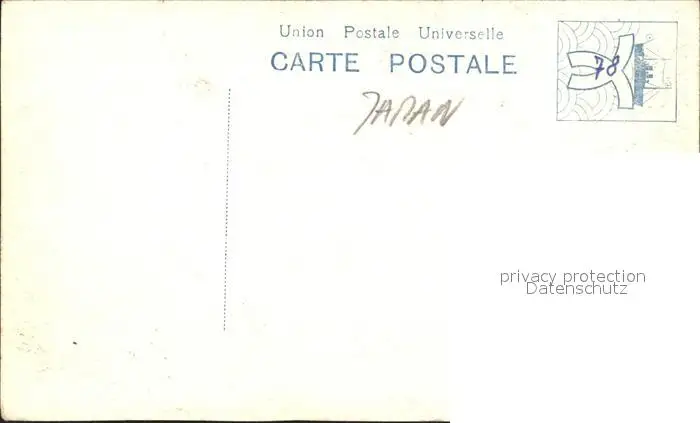 Union Postale Universelle
CARTE POSTALE
78
JAPAN
privacy protection
Datenschutz